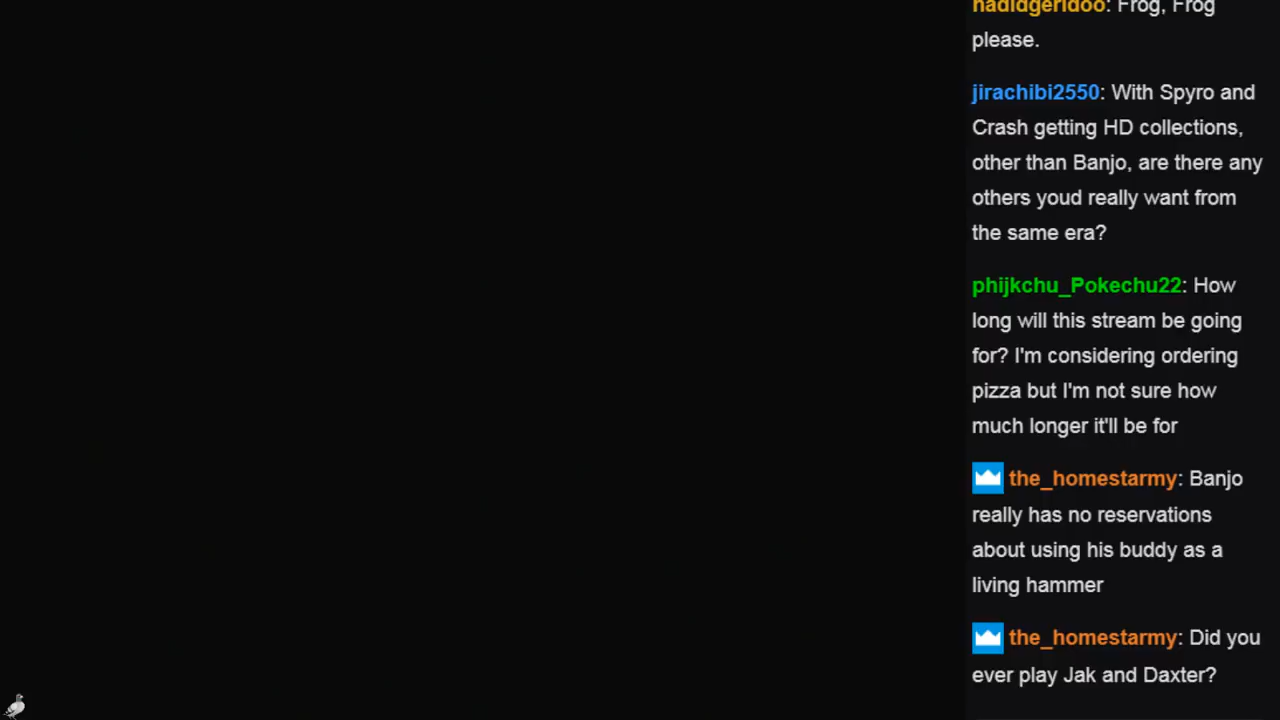 nadidgeridoo: Frog, Frog
please.
jirachibi2550: With Spyro and
Crash getting HD collections,
other than Banjo, are there any
others youd really want from
the same era?
phijkchu_Pokechu22: How
long will this stream be going
for? I'm considering ordering
pizza but I'm not sure how
much longer it'll be for
the_homestarmy: Banjo
really has no reservations
about using his buddy as a
living hammer
the_homestarmy: Did you
ever play Jak and Daxter?